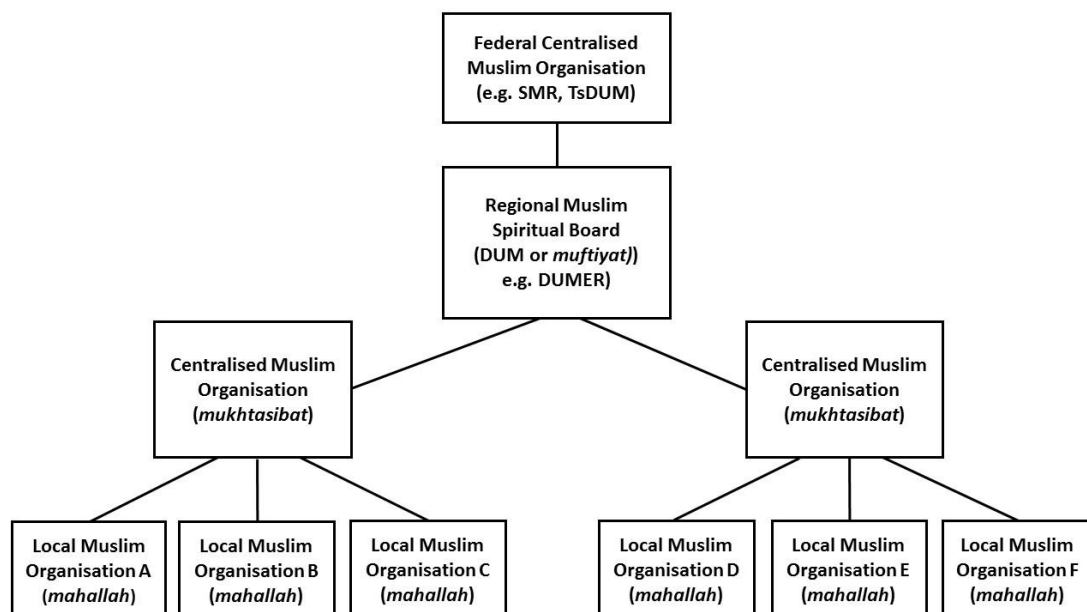 Federal Centralised
Muslim Organisation
(e.g. SMR, TsDUM)
Regional Muslim
Spiritual Board
(DUM or muftiyat))
e.g. DUMER)
Centralised Muslim
Organisation
(mukhtasibat)
Centralised Muslim
Organisation
(mukhtasibat)
Local Muslim
Organisation A
(mahallah)
Local Muslim
Organisation B
(mahallah)
Local Muslim
Organisation C
(mahallah)
Local Muslim
Organisation D
(mahallah)
Local Muslim
Organisation E
(mahallah)
Local Muslim
Organisation F
(mahallah)